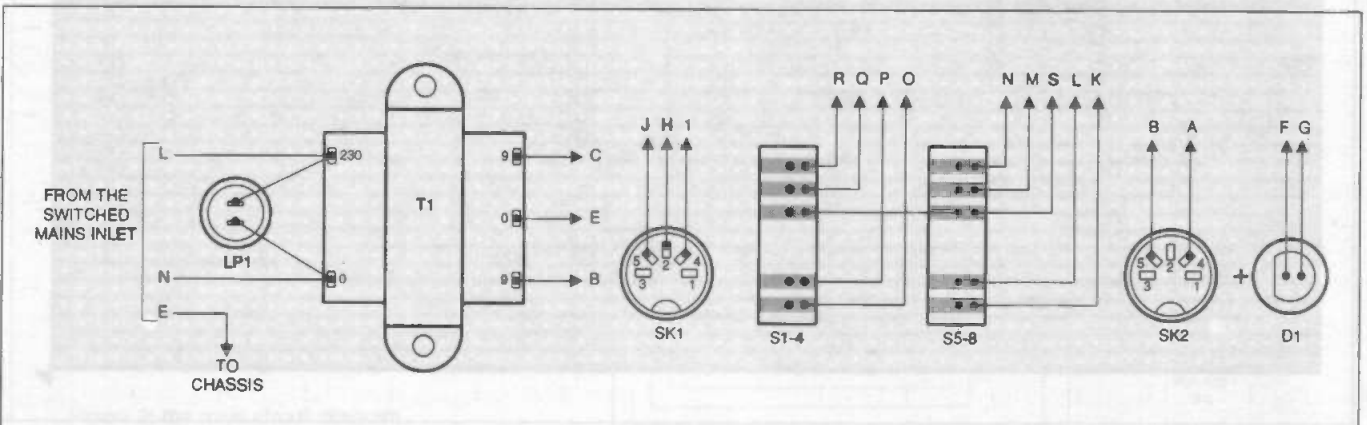 R Q P O
N M S L K
J H 1
B A
F G
L
230
9
C
FROM THE
SWITCHED
MAINS INLET
T1
0
E
LP1
5 2 4
3 1
5 2 4
3 1
+
N
0
9
B
E
SK1
S1-4
S5-8
SK2
D1
TO
CHASSIS